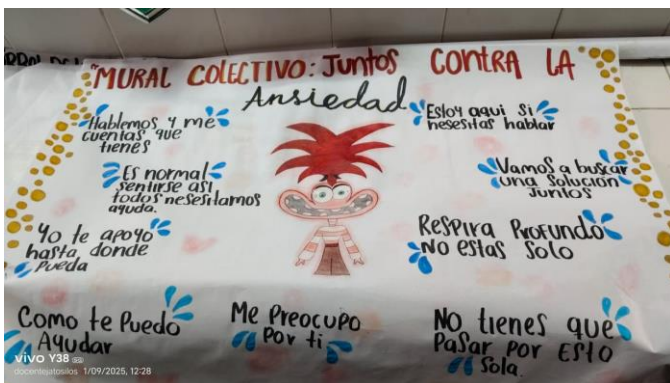 "MURAL COLECTIVO: Juntos CONTRA LA
Ansiedad
Hablemos y me
cuentas que
tienes
Estoy aqui si
nesesitas hablar
Es normal
sentirse asi
todos nesesitamos
ayuda.
Vamos a buscar
una solución
juntos
Yo te apoyo
hasta donde
pueda
Respira Profundo
No estas Solo
Como te Puedo
Ayudar
Me Preocupo
Por ti
NO tienes que
Pasar por esto
Sola.
vivo Y38 5G
docentejatosilos 1/09/2025, 12:28